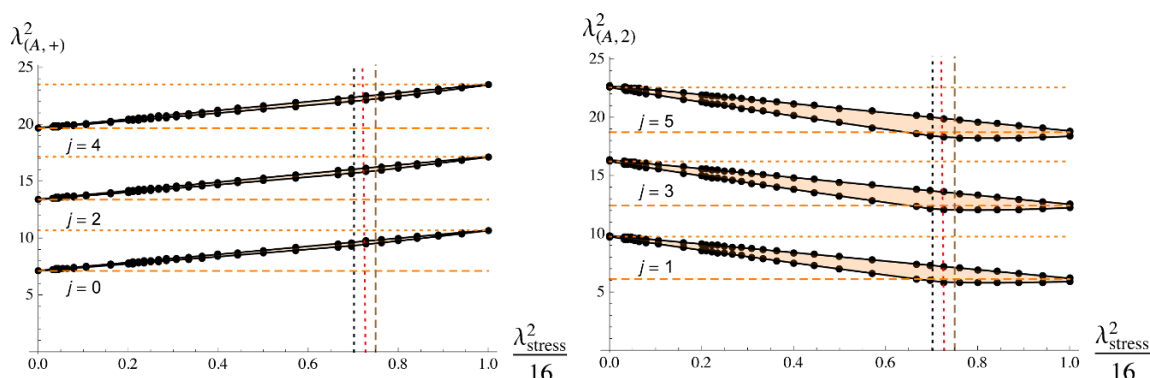 λ²₍A,+₎
25
20
15
10
5
j = 4
j = 2
j = 0
0.0 0.2 0.4 0.6 0.8 1.0
λ²stress
16
λ²₍A,2₎
25
20
15
10
5
j = 5
j = 3
j = 1
0.0 0.2 0.4 0.6 0.8 1.0
λ²stress
16